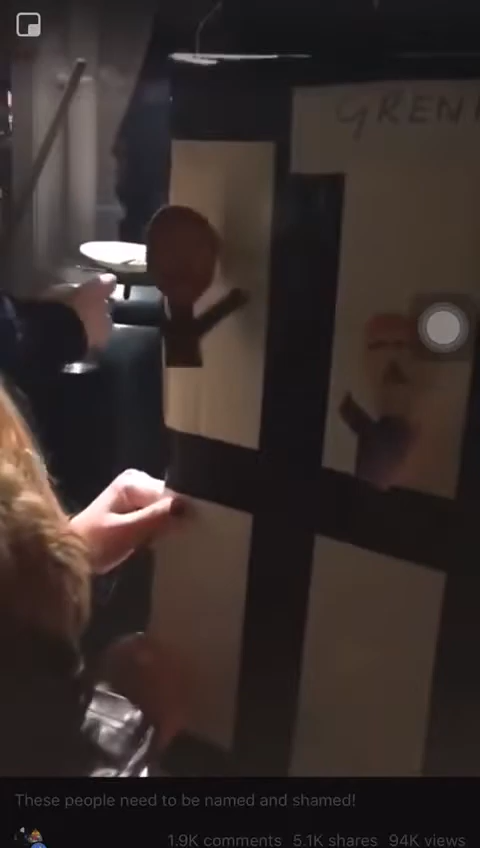 GREN
These people need to be named and shamed!
1.9K comments 5.1K shares 94K views